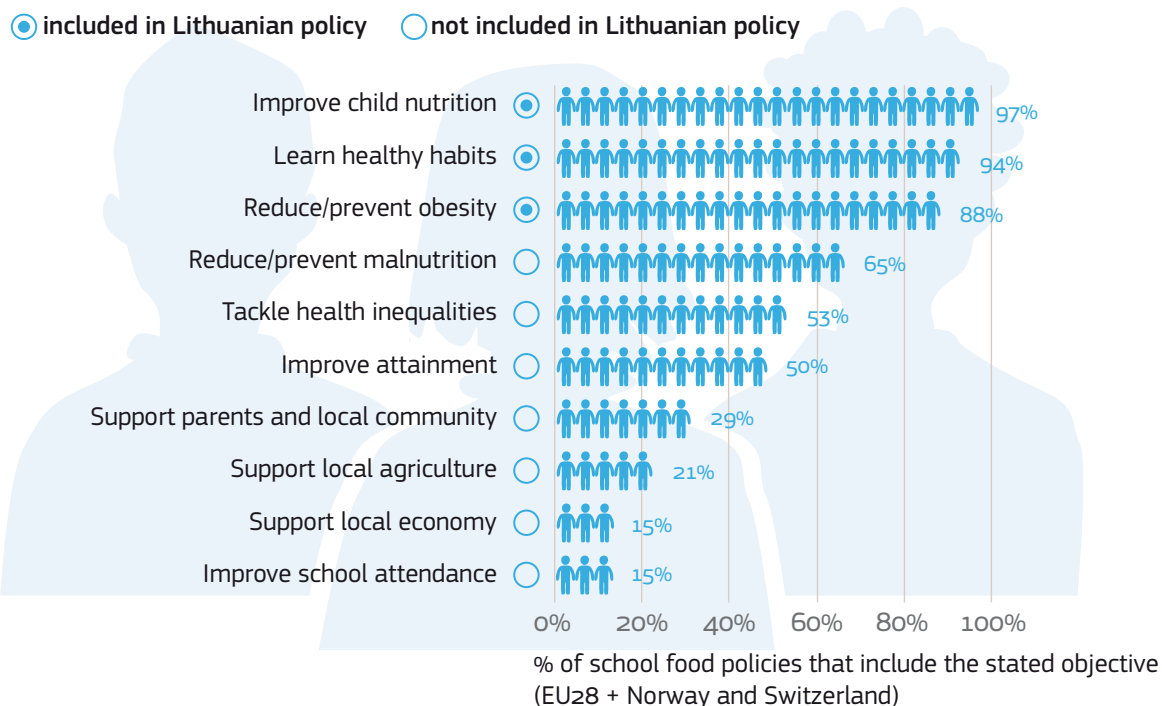 included in Lithuanian policy not included in Lithuanian policy
Improve child nutrition 97%
Learn healthy habits 94%
Reduce/prevent obesity 88%
Reduce/prevent malnutrition 65%
Tackle health inequalities 53%
Improve attainment 50%
Support parents and local community 29%
Support local agriculture 21%
Support local economy 15%
Improve school attendance 15%
0% 20% 40% 60% 80% 100%
% of school food policies that include the stated objective
(EU28 + Norway and Switzerland)